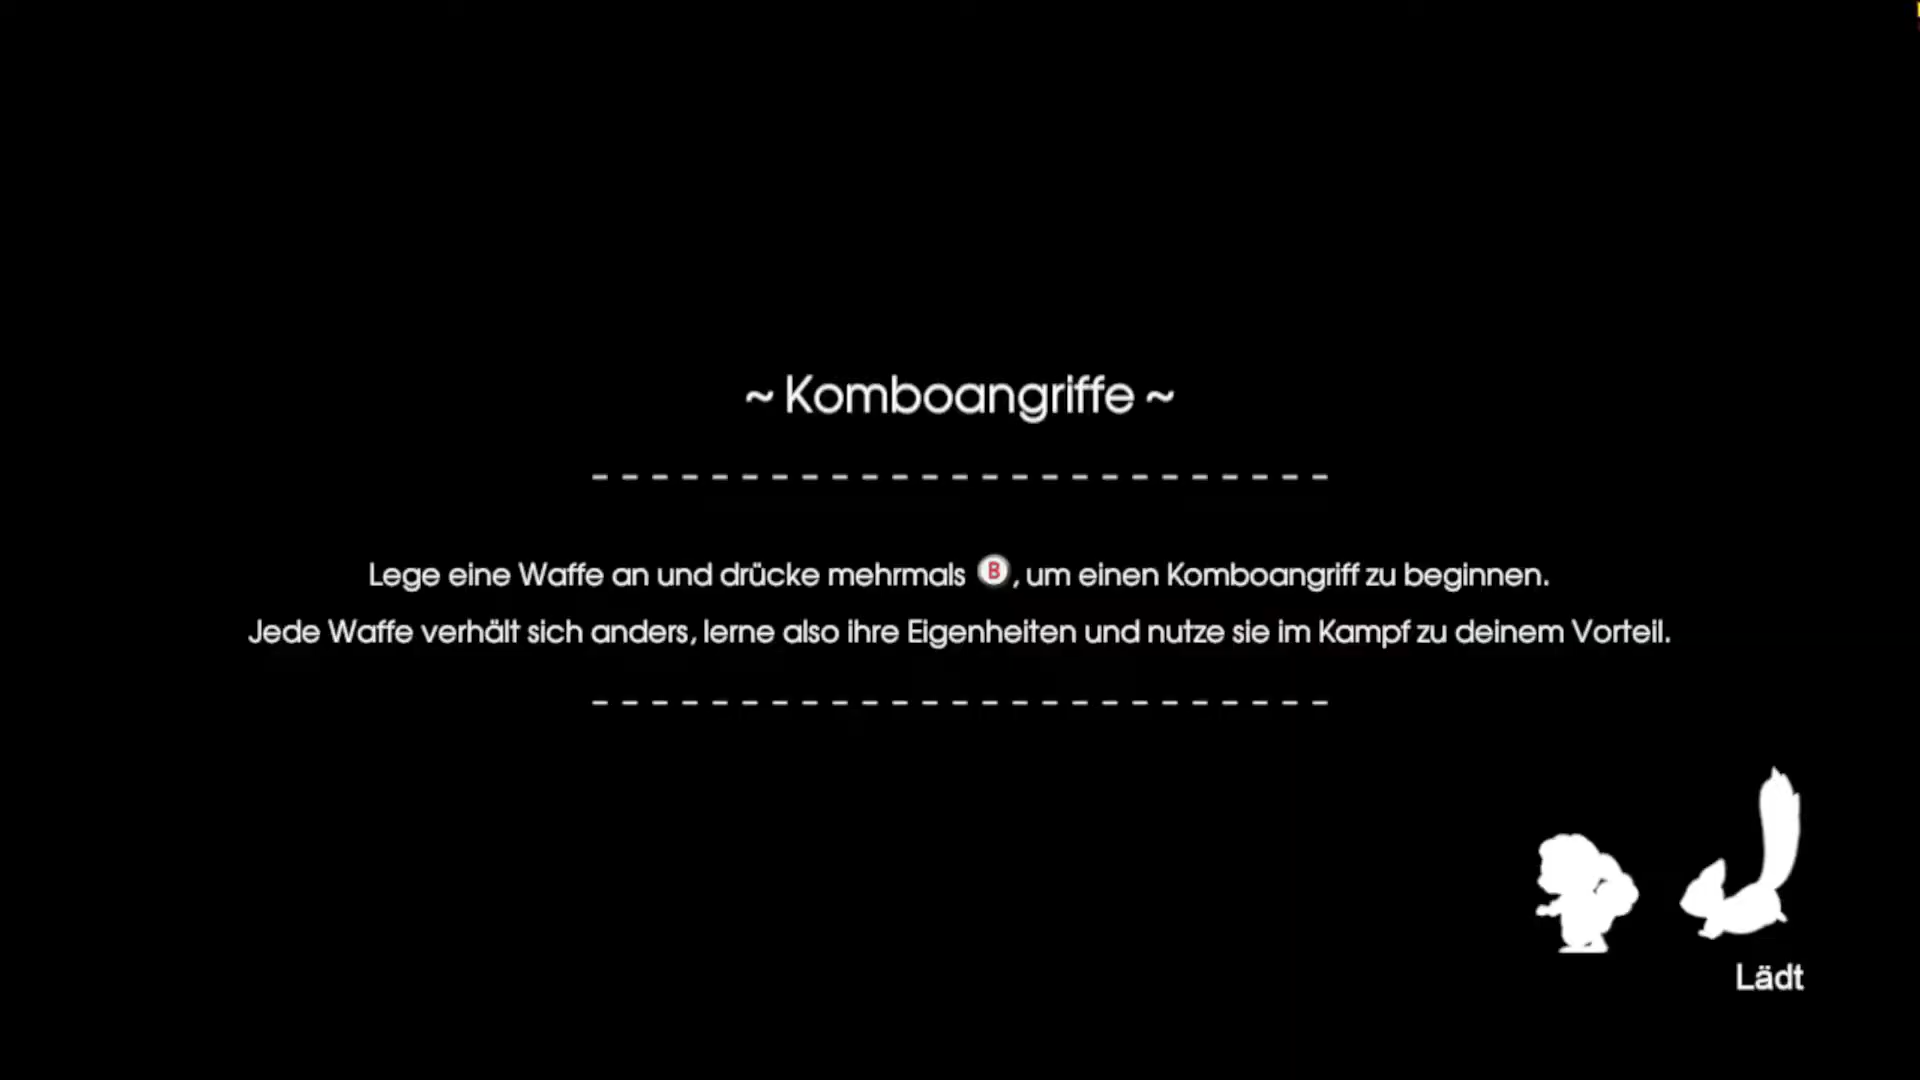 ~ Komboangriffe ~
- - - - - - - - - - - - - - - - - - - - - - - - -
Lege eine Waffe an und drücke mehrmals B, um einen Komboangriff zu beginnen.
Jede Waffe verhält sich anders, lerne also ihre Eigenheiten und nutze sie im Kampf zu deinem Vorteil.
- - - - - - - - - - - - - - - - - - - - - - - - -
Lädt